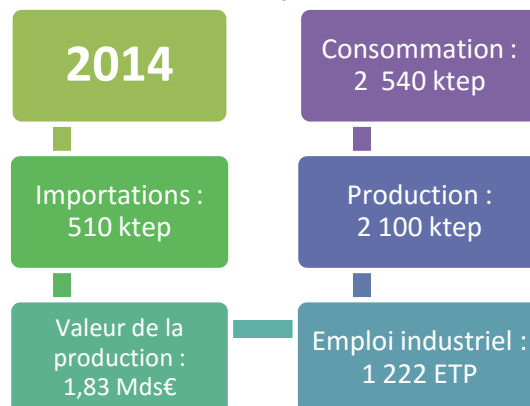 2014
Importations :
510 ktep
Valeur de la
production :
1,83 Mds€
Emploi industriel :
1 222 ETP
Production :
2 100 ktep
Consommation :
2 540 ktep